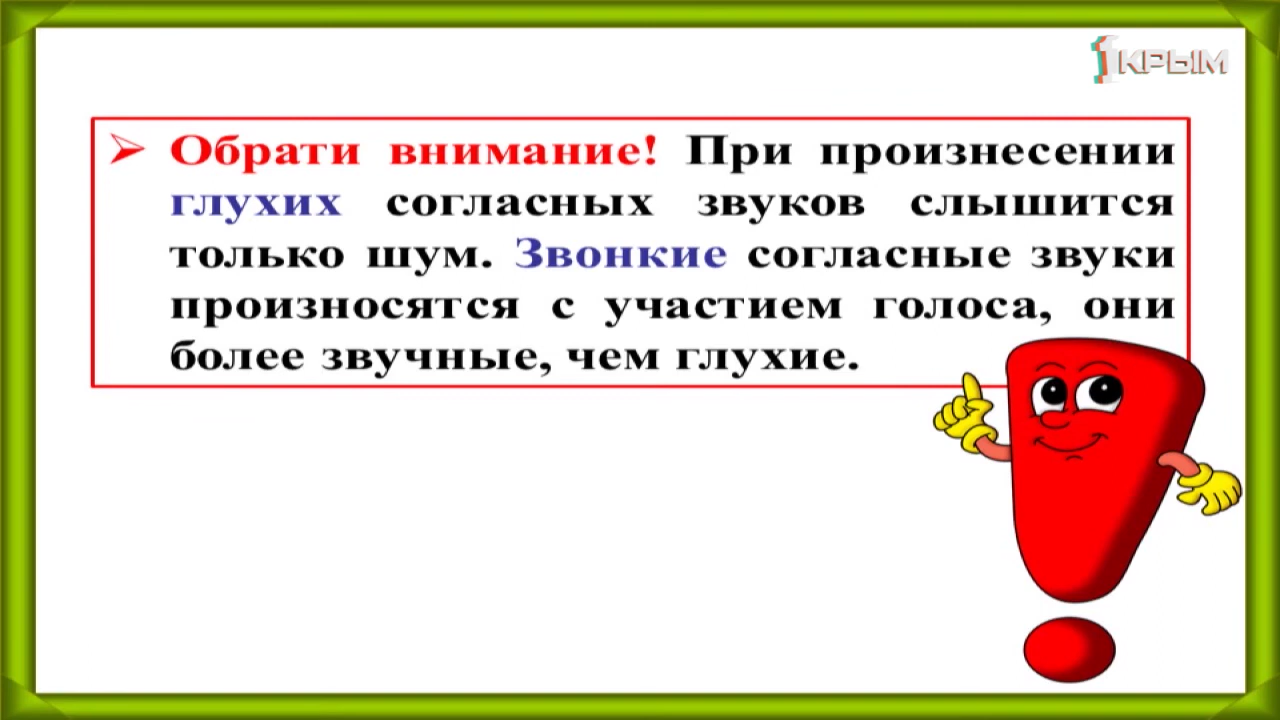 1 КРЫМ
➢ Обрати внимание! При произнесении
глухих согласных звуков слышится
только шум. Звонкие согласные звуки
произносятся с участием голоса, они
более звучные, чем глухие.